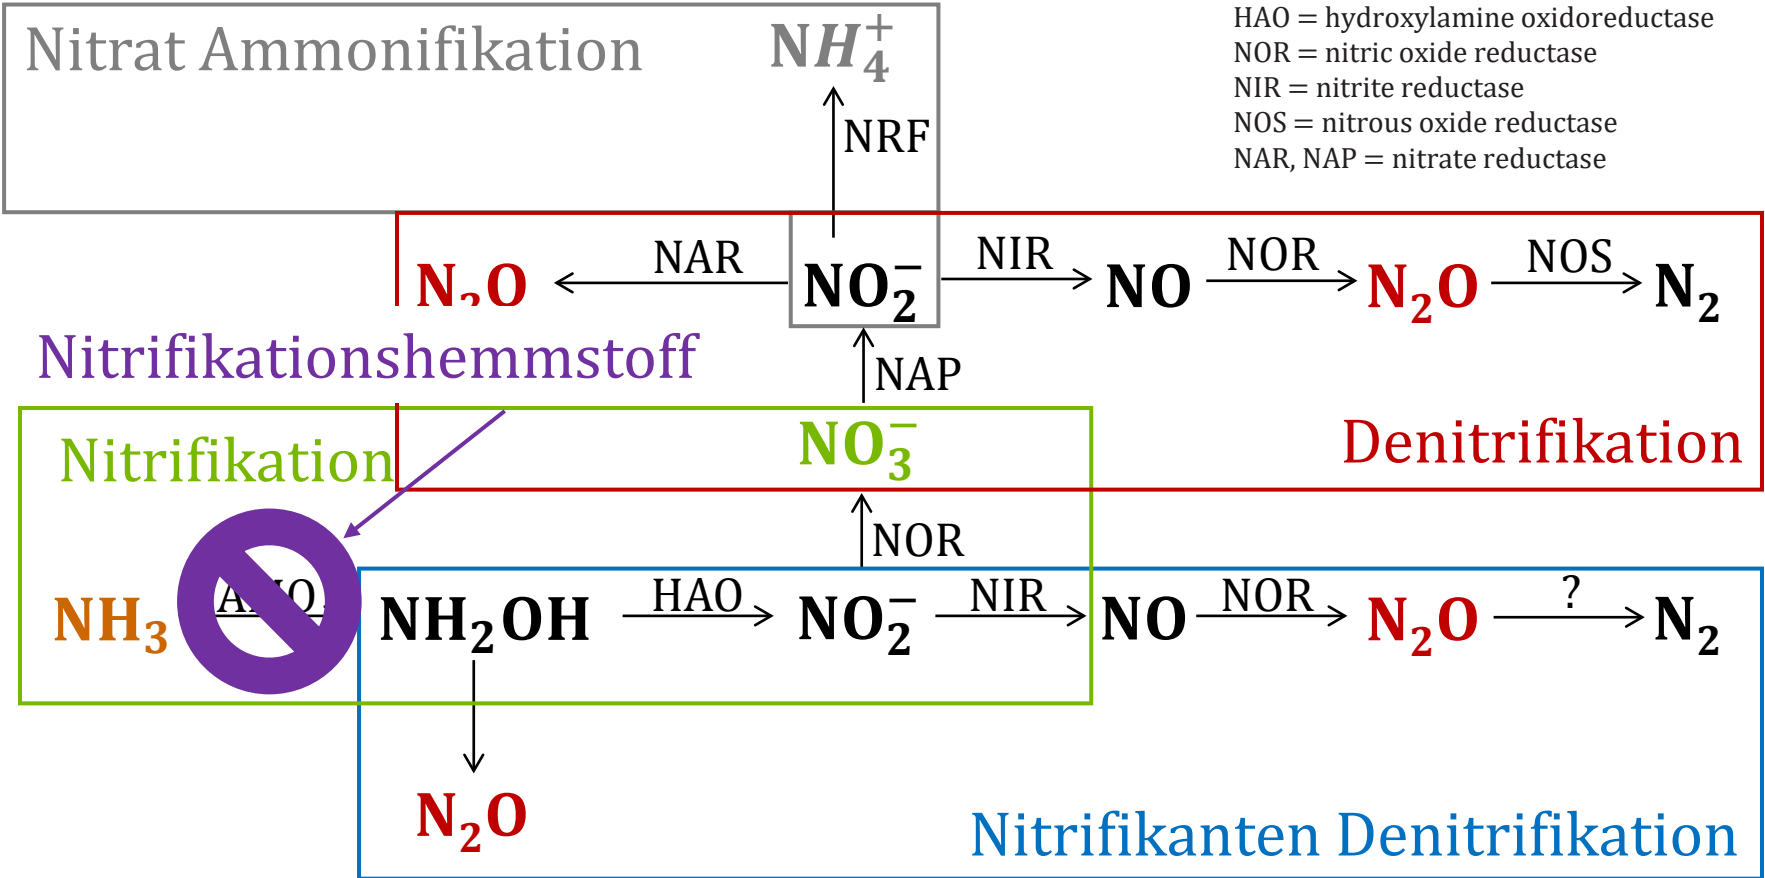 Nitrat Ammonifikation NH₄⁺
HAO = hydroxylamine oxidoreductase
NOR = nitric oxide reductase
NIR = nitrite reductase
NOS = nitrous oxide reductase
NAR, NAP = nitrate reductase
NRF
N₂O NAR NO₂⁻ NIR NO NOR N₂O NOS N₂
Nitrifikationshemmstoff
NAP
Nitrifikation NO₃⁻ Denitrifikation
NOR
NH₃ NH₂OH HAO NO₂⁻ NIR NO NOR N₂O ? N₂
N₂O
Nitrifikanten Denitrifikation